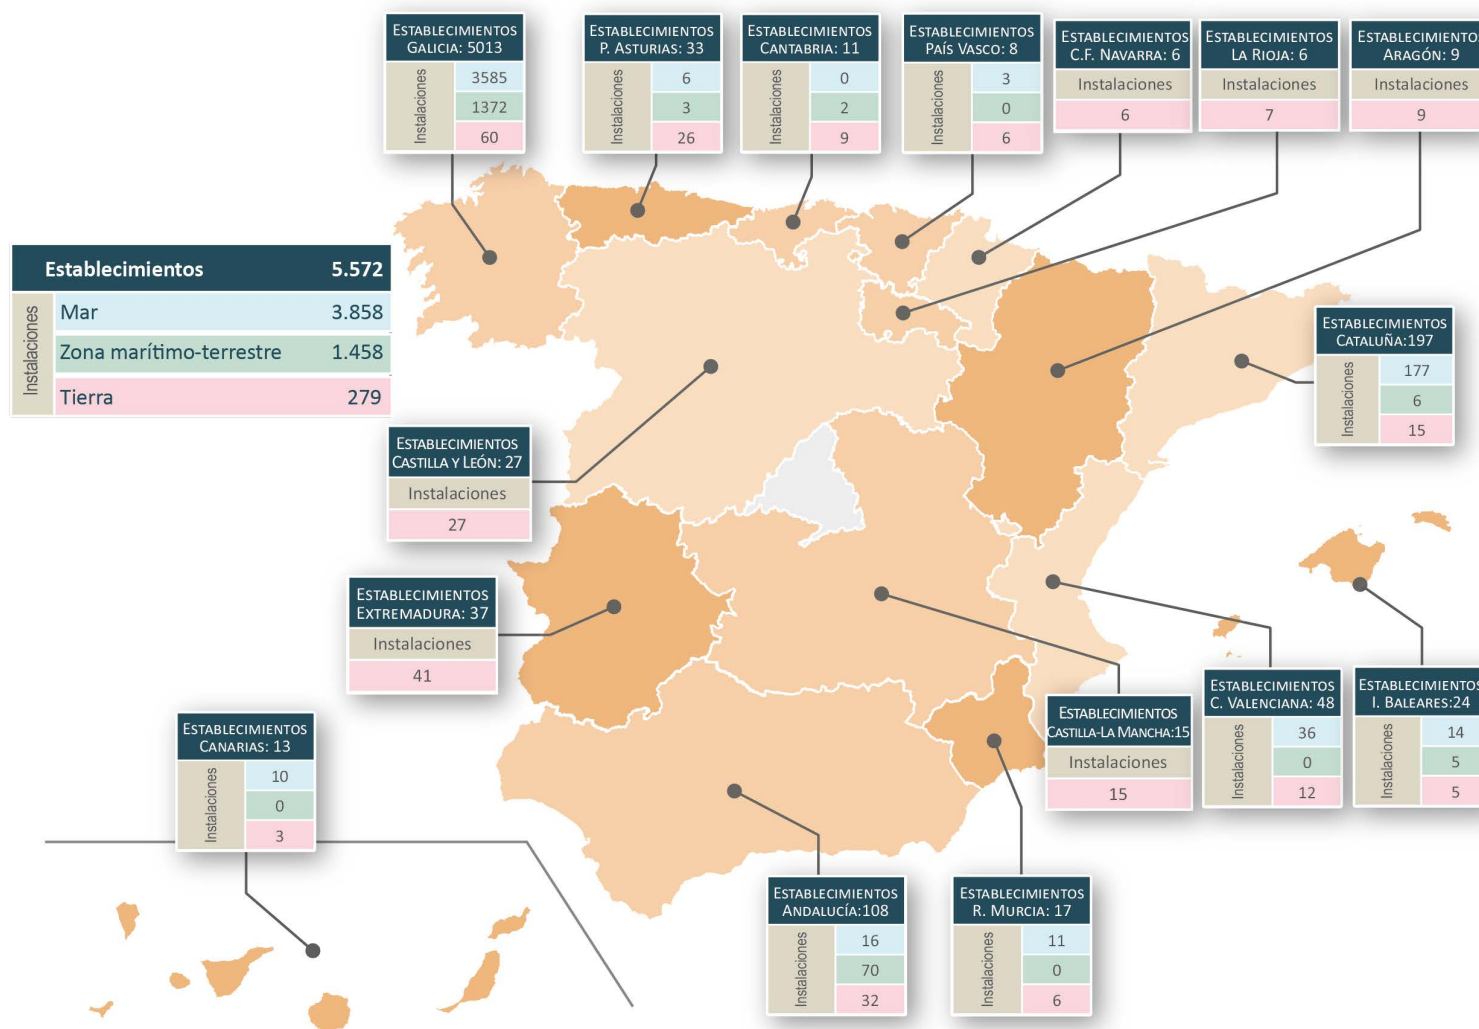 ESTABLECIMIENTOS
GALICIA: 5013
Instalaciones
3585
1372
60
ESTABLECIMIENTOS
P. ASTURIAS: 33
Instalaciones
6
3
26
ESTABLECIMIENTOS
CANTABRIA: 11
Instalaciones
0
2
9
ESTABLECIMIENTOS
PAÍS VASCO: 8
Instalaciones
3
0
6
ESTABLECIMIENTOS
C.F. NAVARRA: 6
Instalaciones
6
ESTABLECIMIENTOS
LA RIOJA: 6
Instalaciones
7
ESTABLECIMIENTOS
ARAGÓN: 9
Instalaciones
9
Establecimientos 5.572
Instalaciones
Mar 3.858
Zona marítimo-terrestre 1.458
Tierra 279
ESTABLECIMIENTOS
CATALUÑA:197
Instalaciones
177
6
15
ESTABLECIMIENTOS
CASTILLA Y LEÓN: 27
Instalaciones
27
ESTABLECIMIENTOS
EXTREMADURA: 37
Instalaciones
41
ESTABLECIMIENTOS
CANARIAS: 13
Instalaciones
10
0
3
ESTABLECIMIENTOS
CASTILLA-LA MANCHA:15
Instalaciones
15
ESTABLECIMIENTOS
C. VALENCIANA: 48
Instalaciones
36
0
12
ESTABLECIMIENTOS
I. BALEARES:24
Instalaciones
14
5
5
ESTABLECIMIENTOS
ANDALUCÍA:108
Instalaciones
16
70
32
ESTABLECIMIENTOS
R. MURCIA: 17
Instalaciones
11
0
6